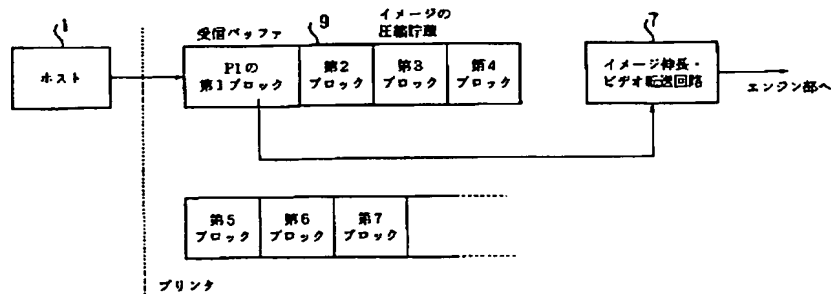 1
ホスト
受信バッファ
9
イメージの
圧縮貯蔵
P1の
第1ブロック
第2
ブロック
第3
ブロック
第4
ブロック
7
イメージ伸長・
ビデオ転送回路
エンジン部へ
第5
ブロック
第6
ブロック
第7
ブロック
プリンタ